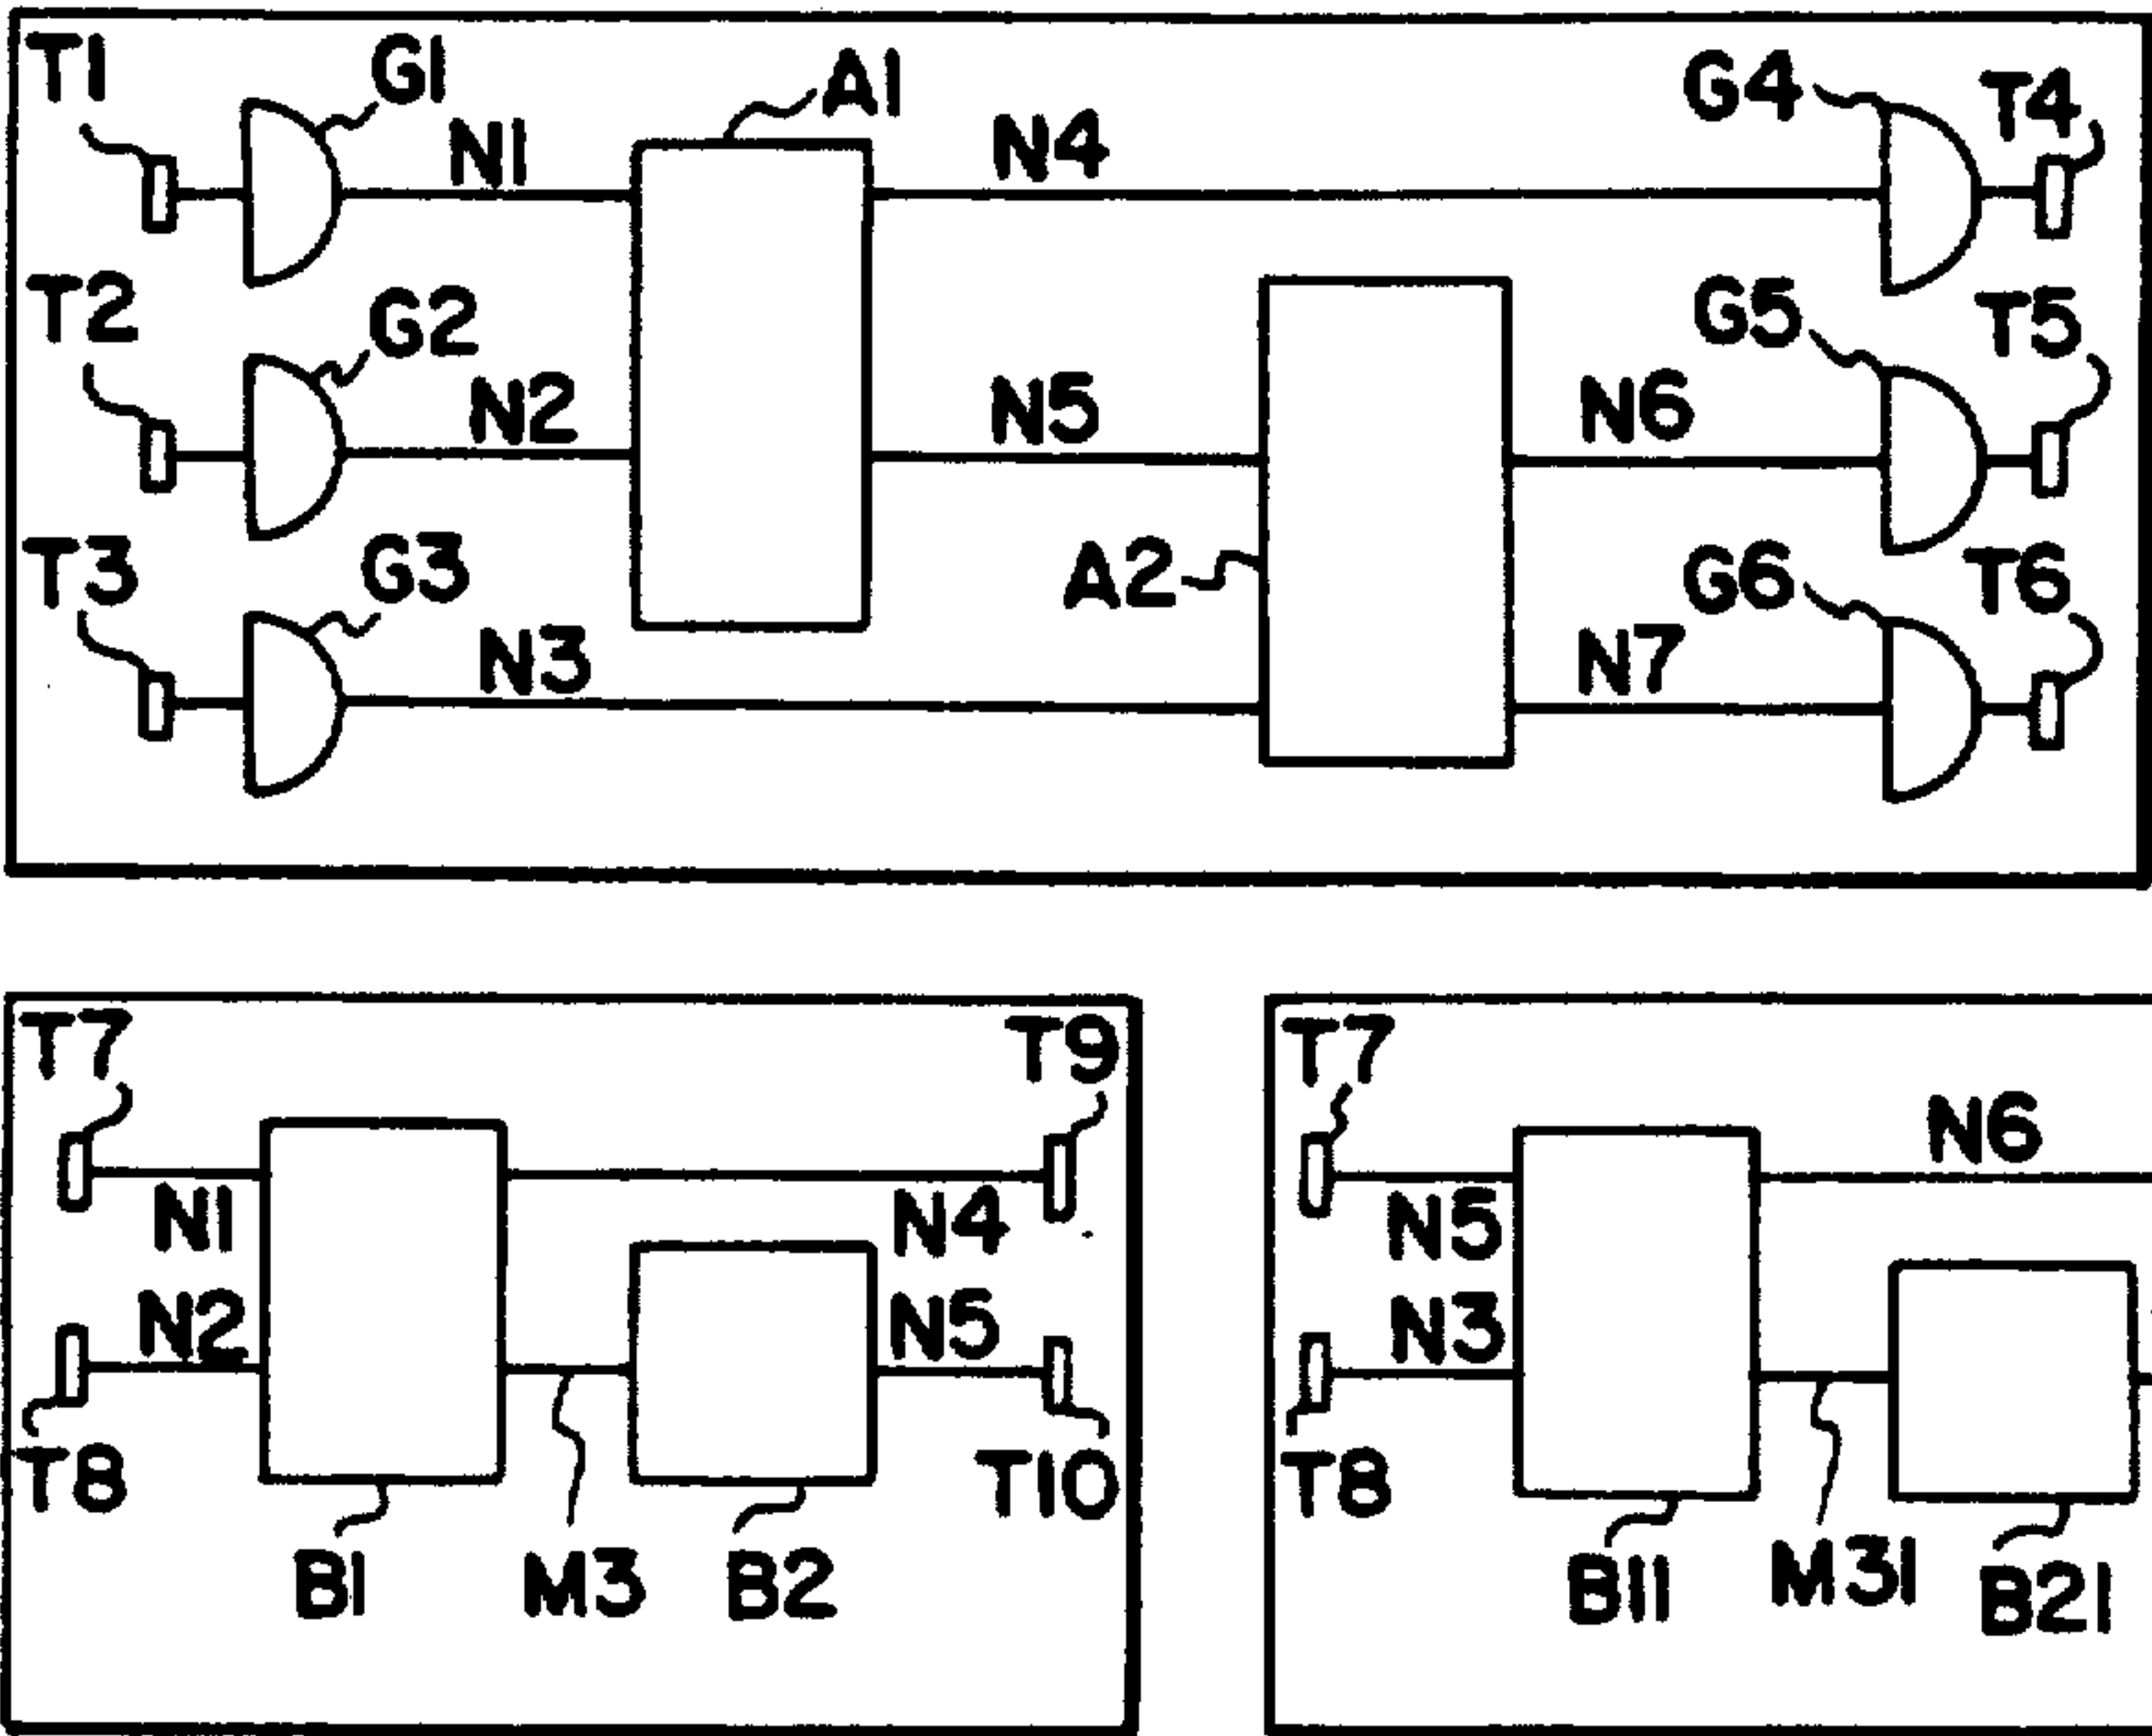 T1 G1 A1 G4 T4
N1 N4
T2 G2 G5 T5
N2 N5 N6
T3 G3 A2 G6 T6
N3 N7
T7 T9
N1 N4
N2 N5
T8 T10
B1 M3 B2
T7 N6
N5
N3
T8
B11 M31 B21